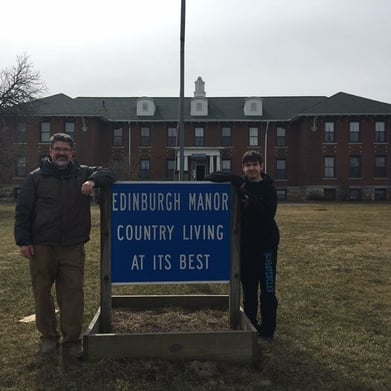 EDINBURGH MANOR
COUNTRY LIVING
AT ITS BEST